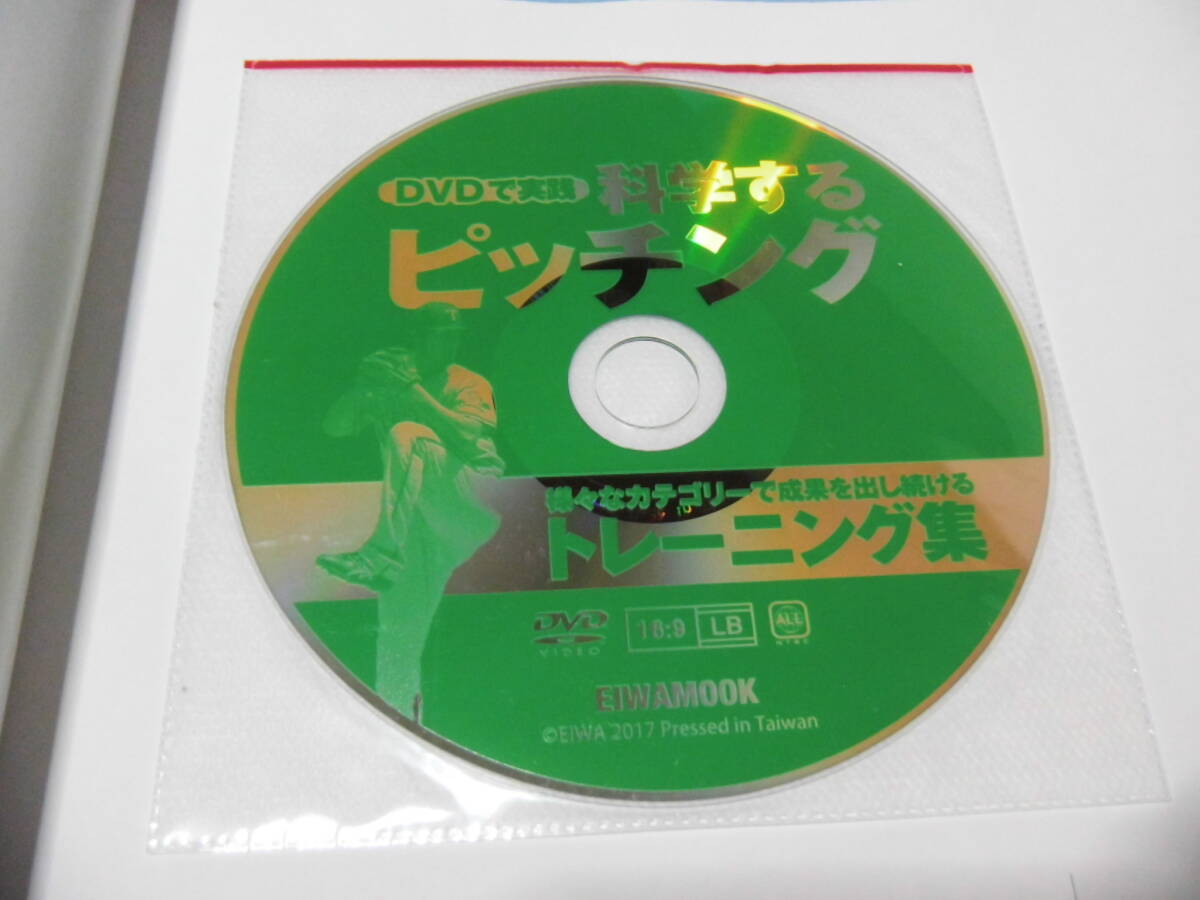 DVDで実践 科学する
ピッチング
様々なカテゴリーで成果を出し続ける
トレーニング集
DVD VIDEO 16:9 LB ALL NTSC
EIWAMOOK
©EIWA 2017 Pressed in Taiwan